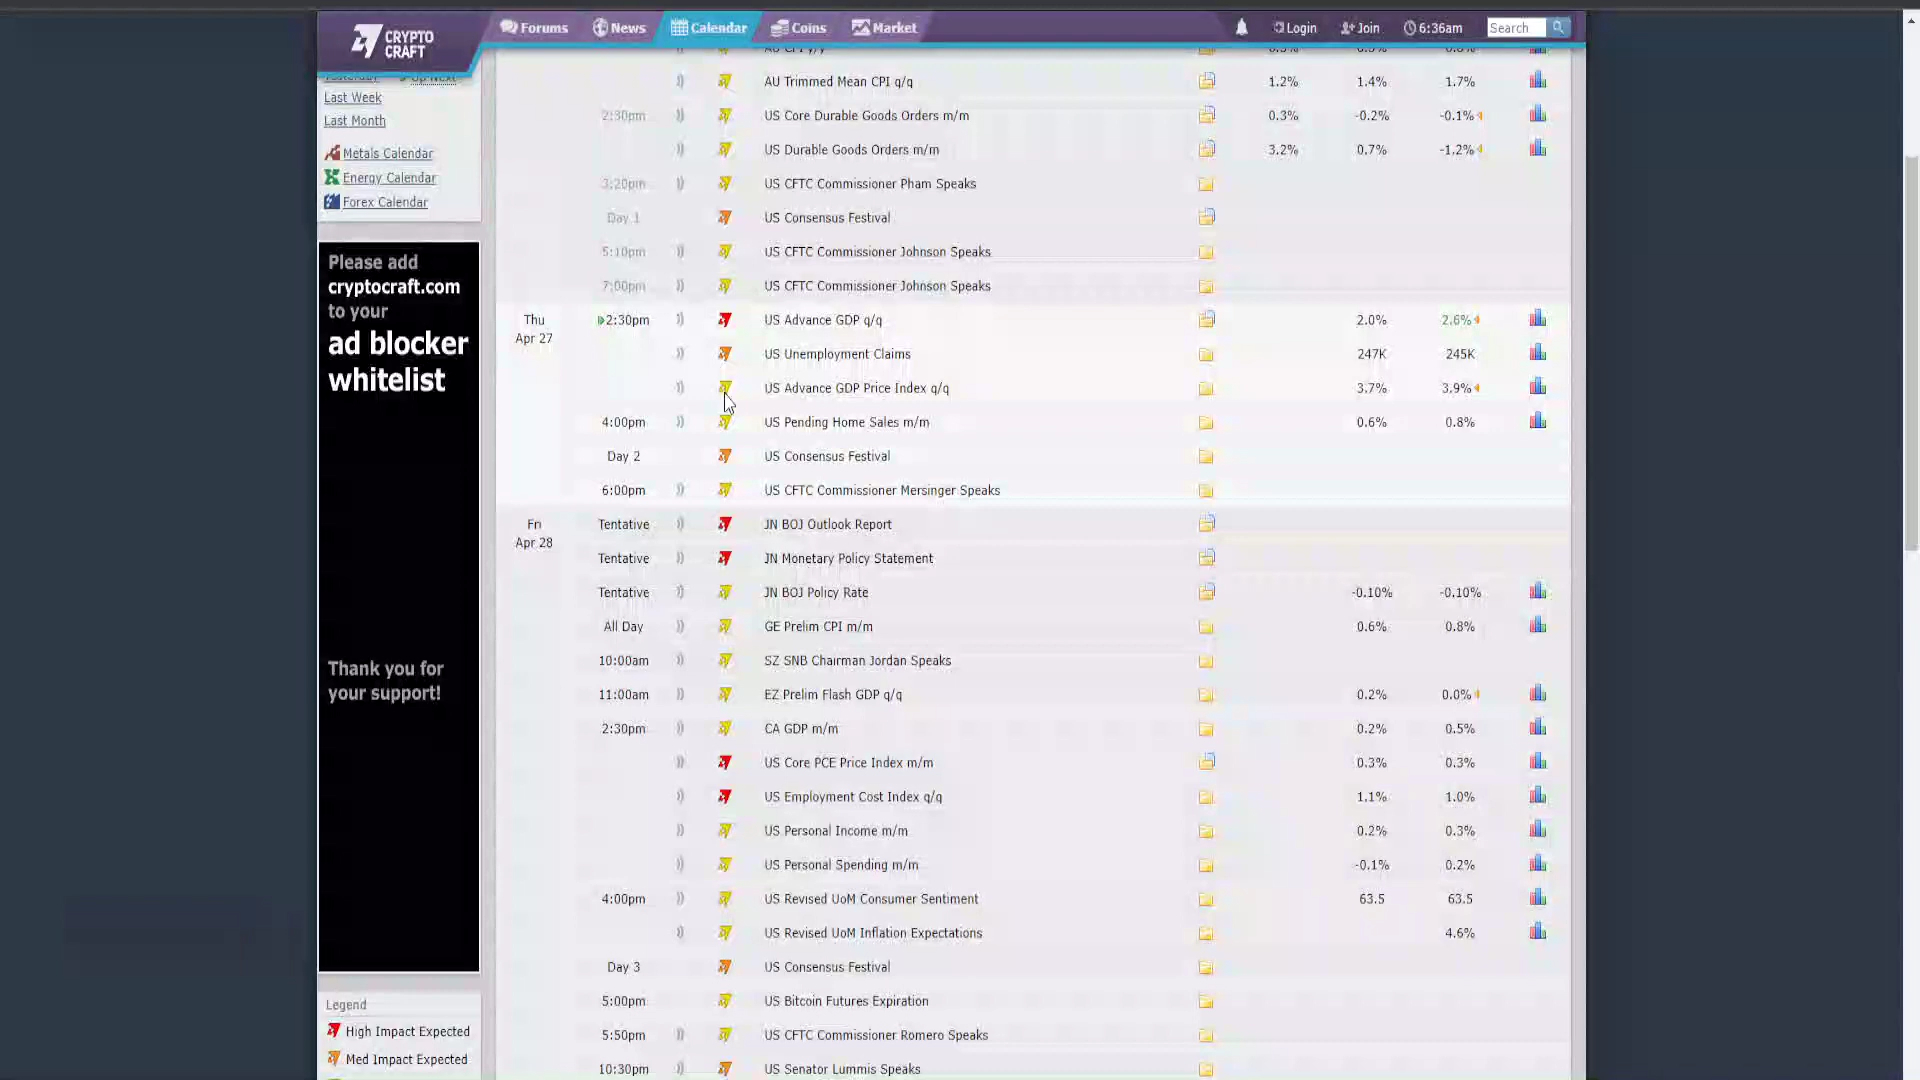 CRYPTO
CRAFT
Forums
News
Calendar
Coins
Market
Login
Join
6:36am
Search
Yesterday
Up Next
Last Week
Last Month
Metals Calendar
Energy Calendar
Forex Calendar
Please add
cryptocraft.com
to your
ad blocker
whitelist
Thank you for
your support!
Legend
High Impact Expected
Med Impact Expected
AU CPI y/y
AU Trimmed Mean CPI q/q 1.2% 1.4% 1.7%
2:30pm US Core Durable Goods Orders m/m 0.3% -0.2% -0.1%
US Durable Goods Orders m/m 3.2% 0.7% -1.2%
3:20pm US CFTC Commissioner Pham Speaks
Day 1 US Consensus Festival
5:10pm US CFTC Commissioner Johnson Speaks
7:00pm US CFTC Commissioner Johnson Speaks
Thu
Apr 27
2:30pm US Advance GDP q/q 2.0% 2.6%
US Unemployment Claims 247K 245K
US Advance GDP Price Index q/q 3.7% 3.9%
4:00pm US Pending Home Sales m/m 0.6% 0.8%
Day 2 US Consensus Festival
6:00pm US CFTC Commissioner Mersinger Speaks
Fri
Apr 28
Tentative JN BOJ Outlook Report
Tentative JN Monetary Policy Statement
Tentative JN BOJ Policy Rate -0.10% -0.10%
All Day GE Prelim CPI m/m 0.6% 0.8%
10:00am SZ SNB Chairman Jordan Speaks
11:00am EZ Prelim Flash GDP q/q 0.2% 0.0%
2:30pm CA GDP m/m 0.2% 0.5%
US Core PCE Price Index m/m 0.3% 0.3%
US Employment Cost Index q/q 1.1% 1.0%
US Personal Income m/m 0.2% 0.3%
US Personal Spending m/m -0.1% 0.2%
4:00pm US Revised UoM Consumer Sentiment 63.5 63.5
US Revised UoM Inflation Expectations 4.6%
Day 3 US Consensus Festival
5:00pm US Bitcoin Futures Expiration
5:50pm US CFTC Commissioner Romero Speaks
10:30pm US Senator Lummis Speaks